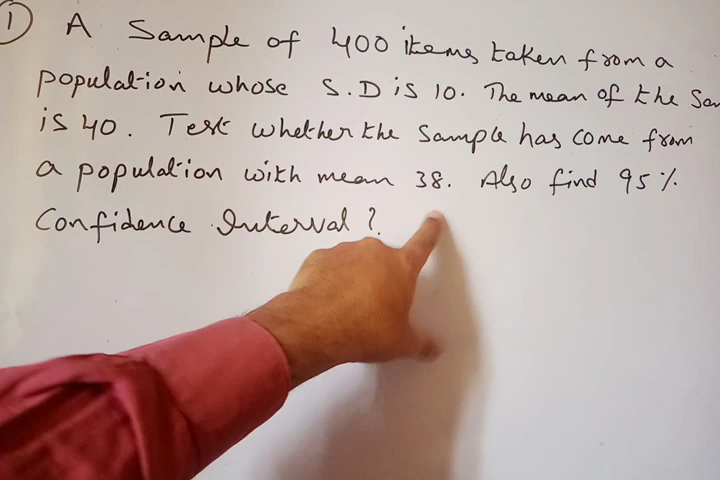 1 A Sample of 400 items taken from a
population whose S.D is 10. The mean of the Sam
is 40. Test whether the Sample has come from
a population with mean 38. Also find 95%
Confidence Interval?